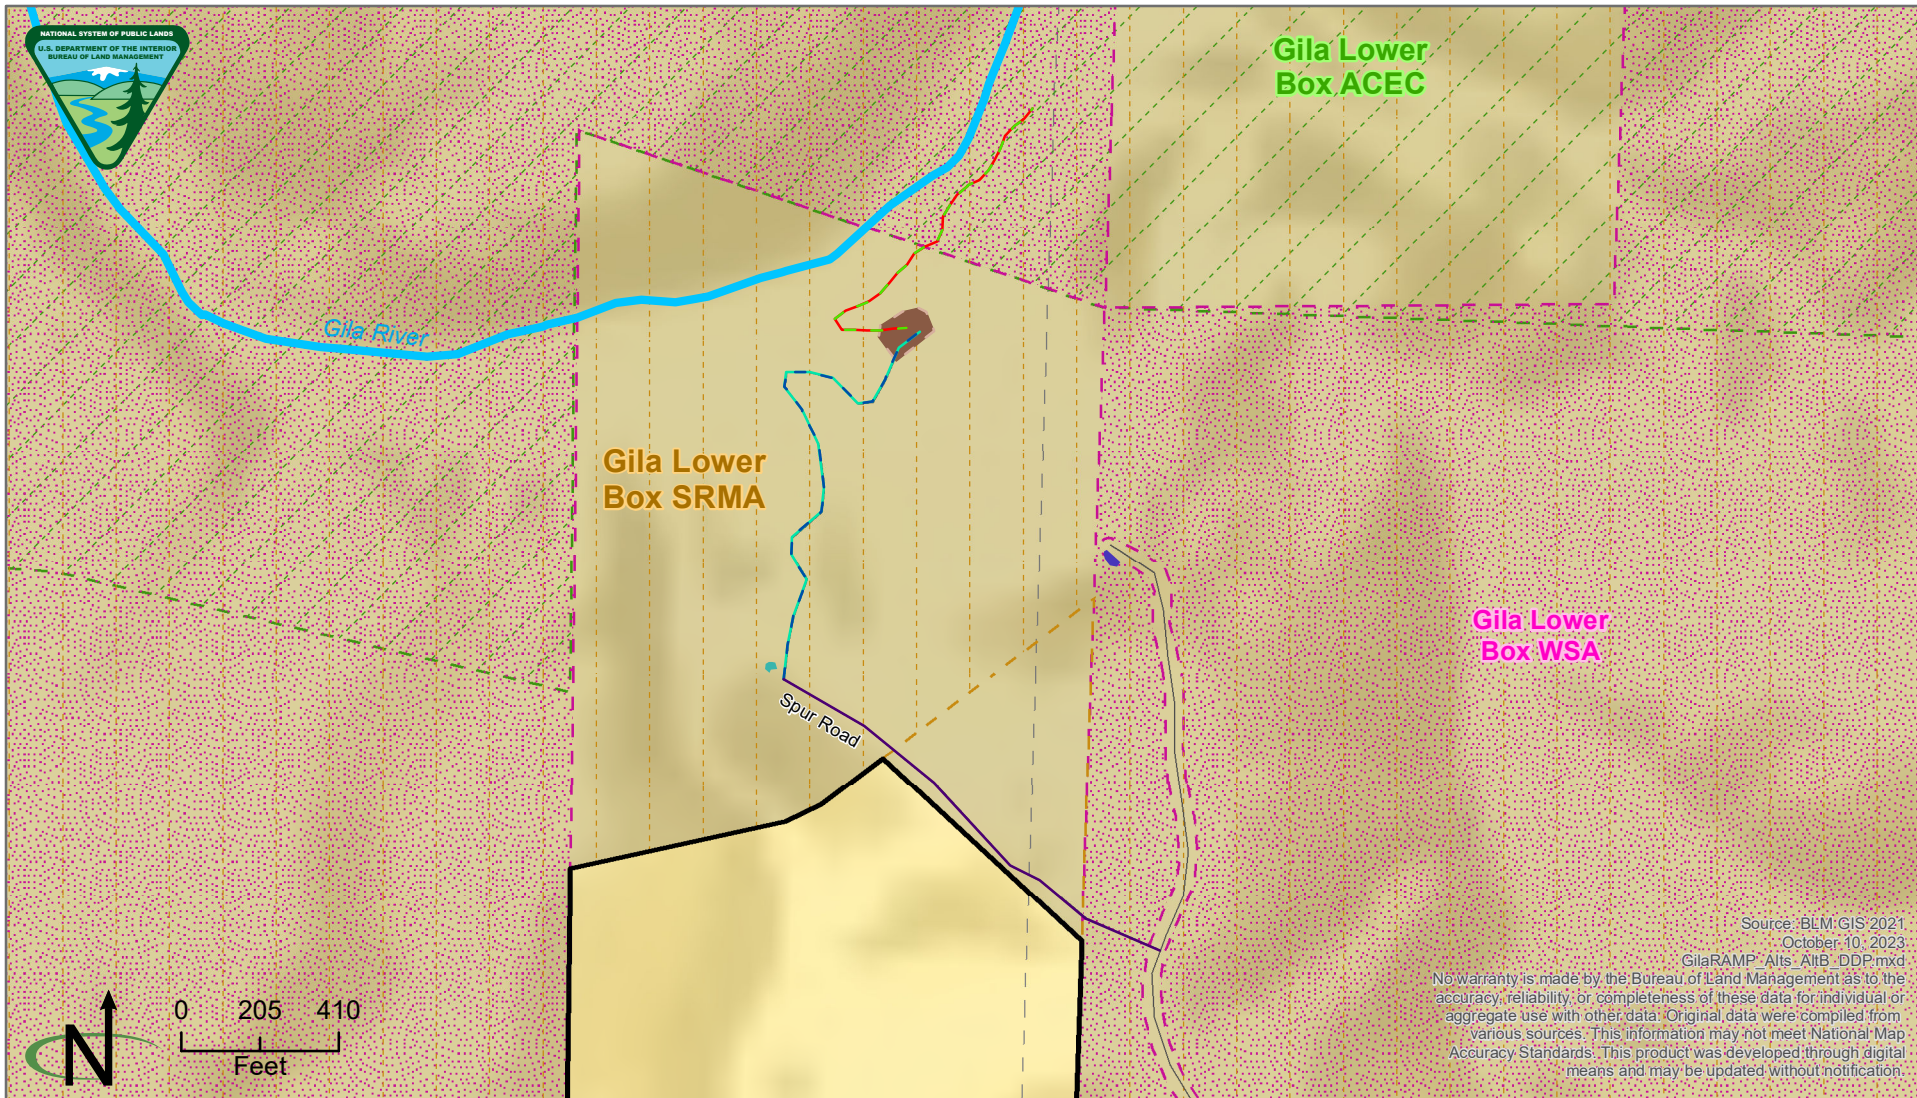 NATIONAL SYSTEM OF PUBLIC LANDS
U.S. DEPARTMENT OF THE INTERIOR
BUREAU OF LAND MANAGEMENT
Gila Lower
Box ACEC
Gila River
Gila Lower
Box SRMA
Gila Lower
Box WSA
Spur Road
0 205 410
Feet
N
Source: BLM GIS 2021
October 10, 2023
GilaRAMP_Alts_AltB_DDP.mxd
No warranty is made by the Bureau of Land Management as to the
accuracy, reliability, or completeness of these data for individual or
aggregate use with other data. Original data were compiled from
various sources. This information may not meet National Map
Accuracy Standards. This product was developed through digital
means and may be updated without notification.